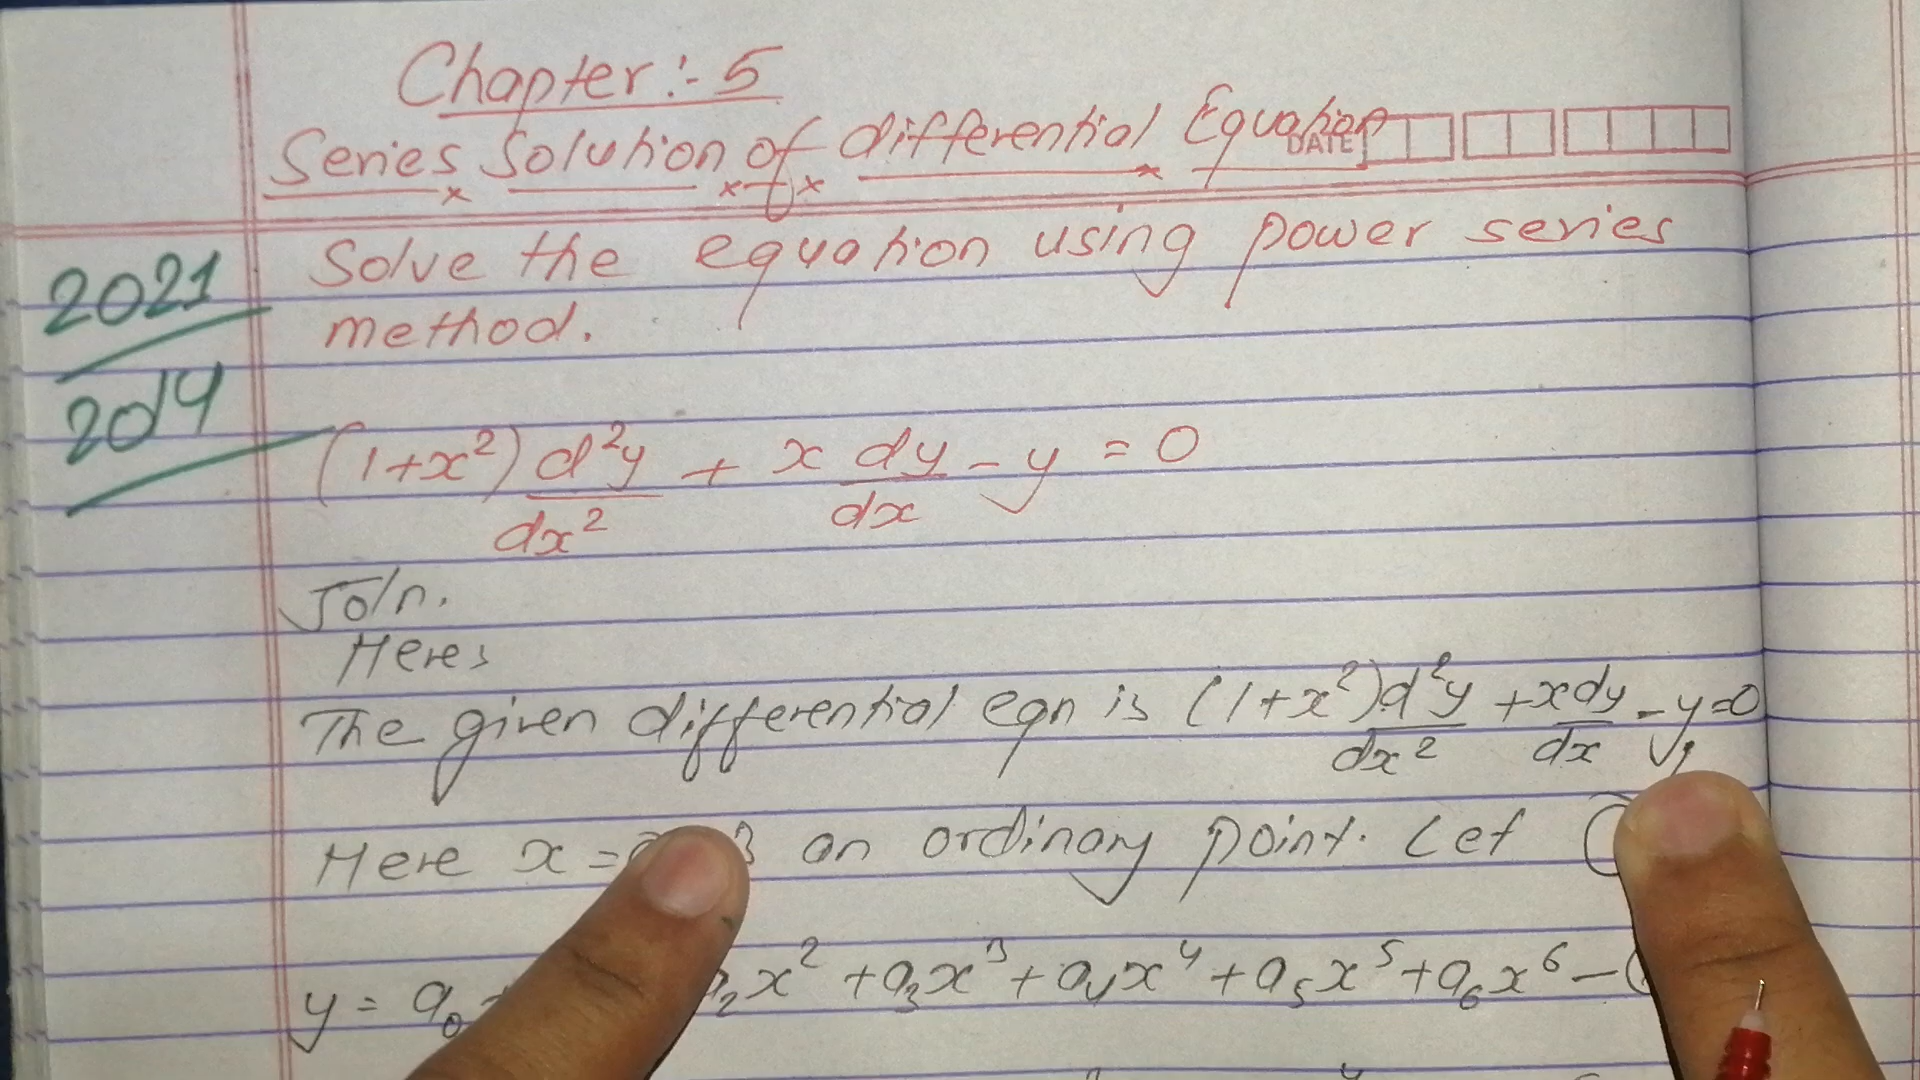 Chapter:- 5
Series Solution of differential Equation
DATE
2021
2014
Solve the equation using power series
method.
(1+x²) d²y/dx² + x dy/dx - y = 0
Soln.
Here,
The given differential eqn is (1+x²) d²y/dx² + x dy/dx - y = 0
Here x = an ordinary point. Let
y = a₀ + a₂x² + a₃x³ + a₄x⁴ + a₅x⁵ + a₆x⁶ -